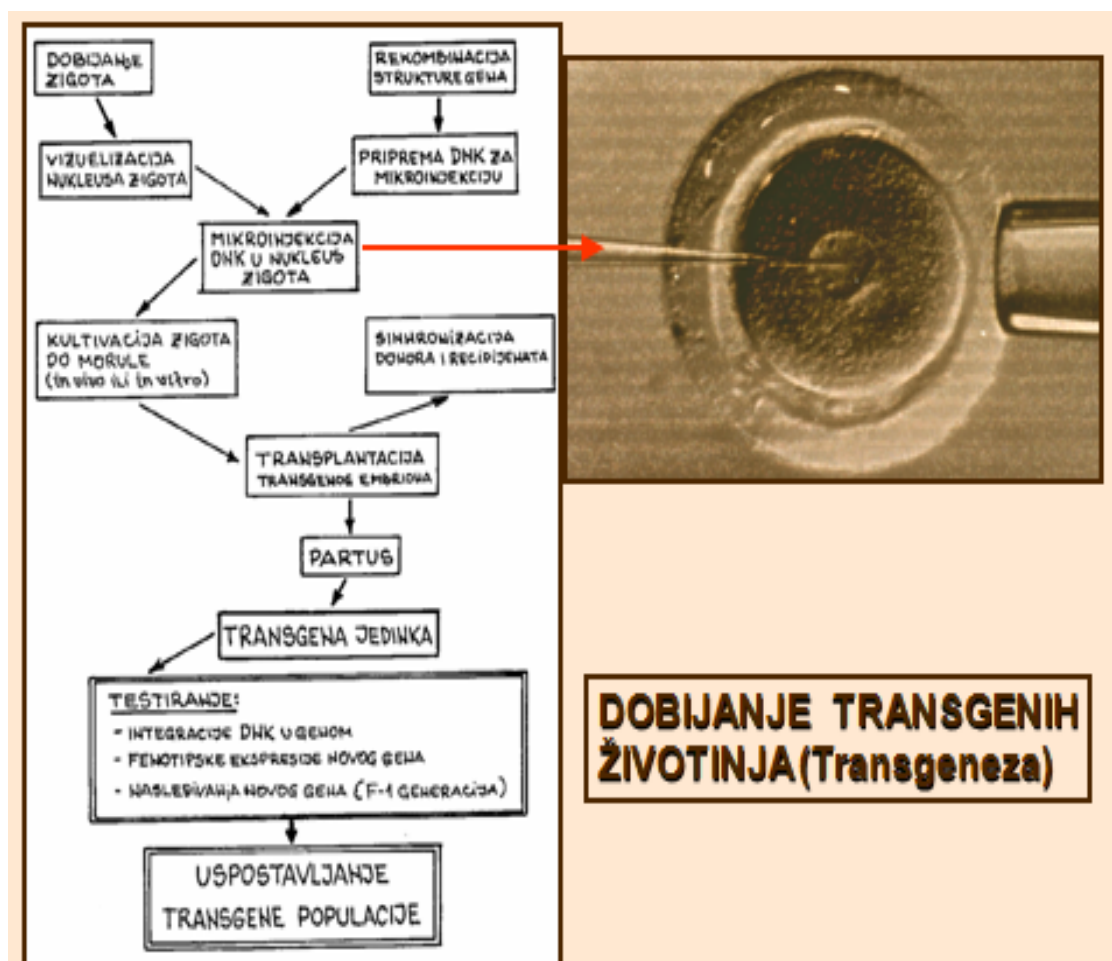 DOBIJANJE
ZIGOTA
REKOMBINACIJA
STRUKTURE GENA
VIZUELIZACIJA
NUKLEUSA ZIGOTA
PRIPREMA DNK ZA
MIKROINJEKCIJU
MIKROINJEKCIJA
DNK U NUKLEUS
ZIGOTA
KULTIVACIJA ZIGOTA
DO MORULE
(in vivo ili in vitro)
SINHRONIZACIJA
DONORA I RECIPIJENATA
TRANSPLANTACIJA
TRANSGENOG EMBRIONA
PARTUS
TRANSGENA JEDINKA
TESTIRANJE:
- INTEGRACIJE DNK U GENOM
- FENOTIPSKE EKSPRESIJE NOVOG GENA
- NASLEĐIVANJA NOVOG GENA (F-1 GENERACIJA)
USPOSTAVLJANJE
TRANSGENE POPULACIJE
DOBIJANJE TRANSGENIH
ŽIVOTINJA (Transgeneza)